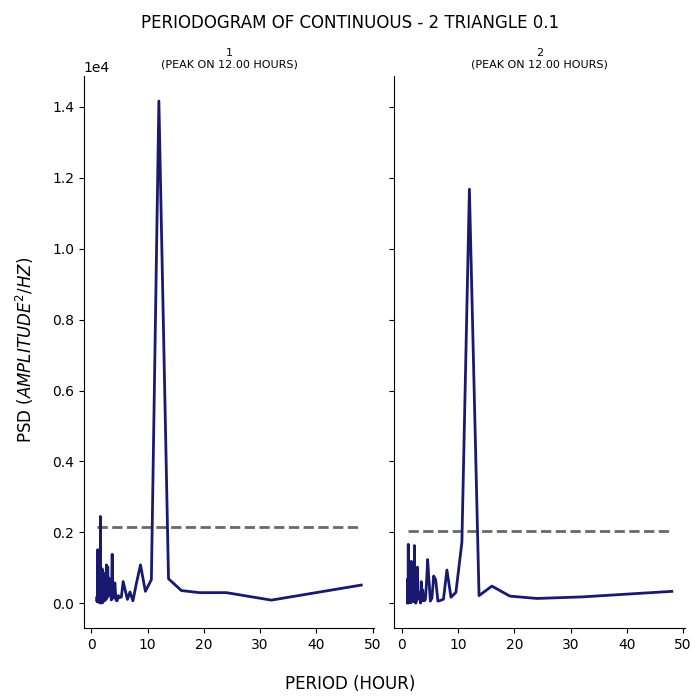 PERIODOGRAM OF CONTINUOUS - 2 TRIANGLE 0.1
1
(PEAK ON 12.00 HOURS)
2
(PEAK ON 12.00 HOURS)
1e4
1.4
1.2
1.0
0.8
0.6
0.4
0.2
0.0
PSD (AMPLITUDE²/HZ)
0 10 20 30 40 50
0 10 20 30 40 50
PERIOD (HOUR)